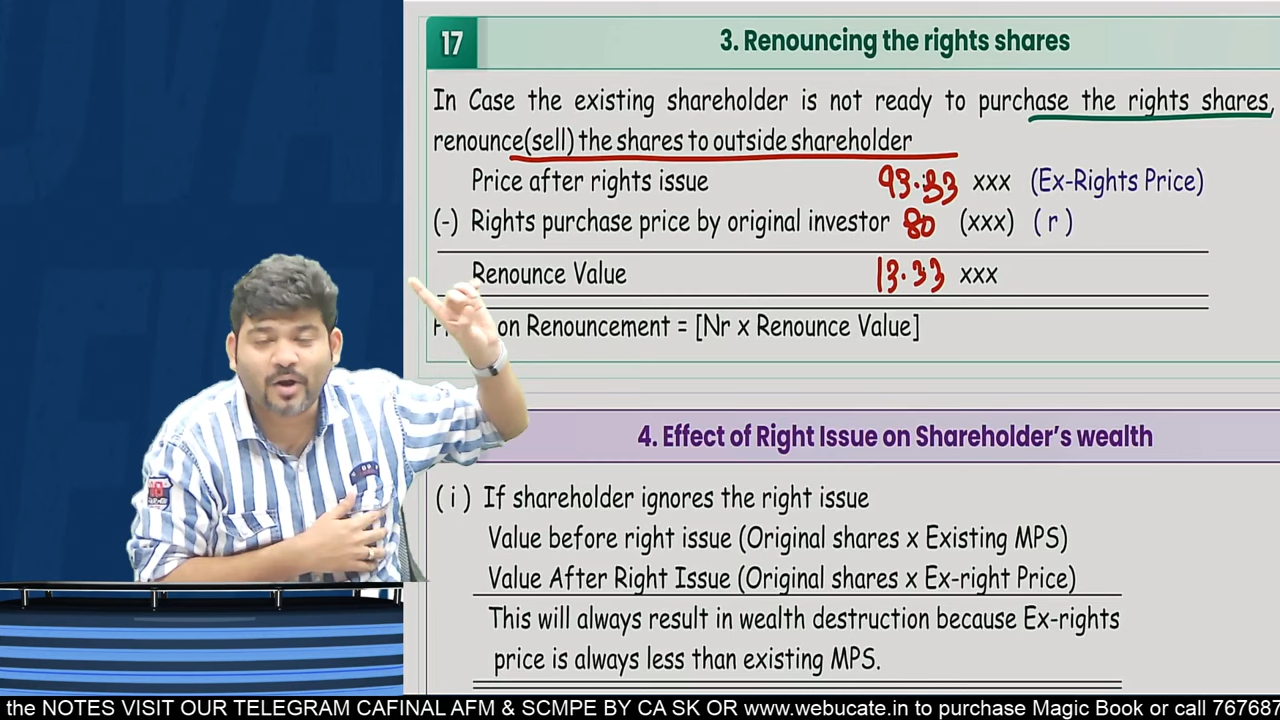 17
3. Renouncing the rights shares
In Case the existing shareholder is not ready to purchase the rights shares,
renounce(sell) the shares to outside shareholder
Price after rights issue 93.33 xxx (Ex-Rights Price)
(-) Rights purchase price by original investor 80 (xxx) ( r )
Renounce Value 13.33 xxx
on Renouncement = [Nr x Renounce Value]
4. Effect of Right Issue on Shareholder's wealth
( i ) If shareholder ignores the right issue
Value before right issue (Original shares x Existing MPS)
Value After Right Issue (Original shares x Ex-right Price)
This will always result in wealth destruction because Ex-rights
price is always less than existing MPS.
the NOTES VISIT OUR TELEGRAM CAFINAL AFM & SCMPE BY CA SK OR www.webucate.in to purchase Magic Book or call 767687